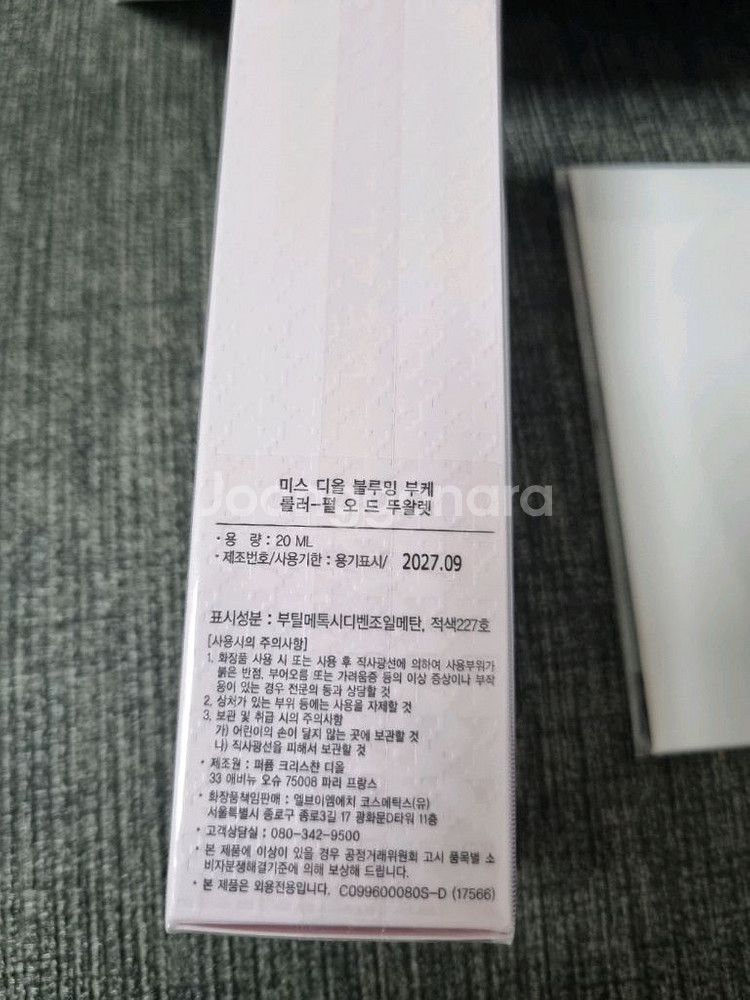 미스 디올 블루밍 부케
롤러-펄 오 드 뚜왈렛
Joonggonara
· 용 량 : 20 ML
· 제조번호/사용기한 : 용기표시/ 2027.09
표시성분 : 부틸메톡시디벤조일메탄, 적색227호
[사용시의 주의사항]
1. 화장품 사용 시 또는 사용 후 직사광선에 의하여 사용부위가
붉은 반점, 부어오름 또는 가려움증 등의 이상 증상이나 부작
용이 있는 경우 전문의 등과 상담할 것
2. 상처가 있는 부위 등에는 사용을 자제할 것
3. 보관 및 취급 시의 주의사항
가) 어린이의 손이 닿지 않는 곳에 보관할 것
나) 직사광선을 피해서 보관할 것
· 제조원 : 퍼퓸 크리스챤 디올
33 애비뉴 오슈 75008 파리 프랑스
· 화장품책임판매 : 엘브이엠에치 코스메틱스(유)
서울특별시 종로구 종로3길 17 광화문D타워 11층
· 고객상담실 : 080-342-9500
· 본 제품에 이상이 있을 경우 공정거래위원회 고시 품목별 소
비자분쟁해결기준에 의해 보상해 드립니다.
· 본 제품은 외용전용입니다. C099600080S-D (17566)